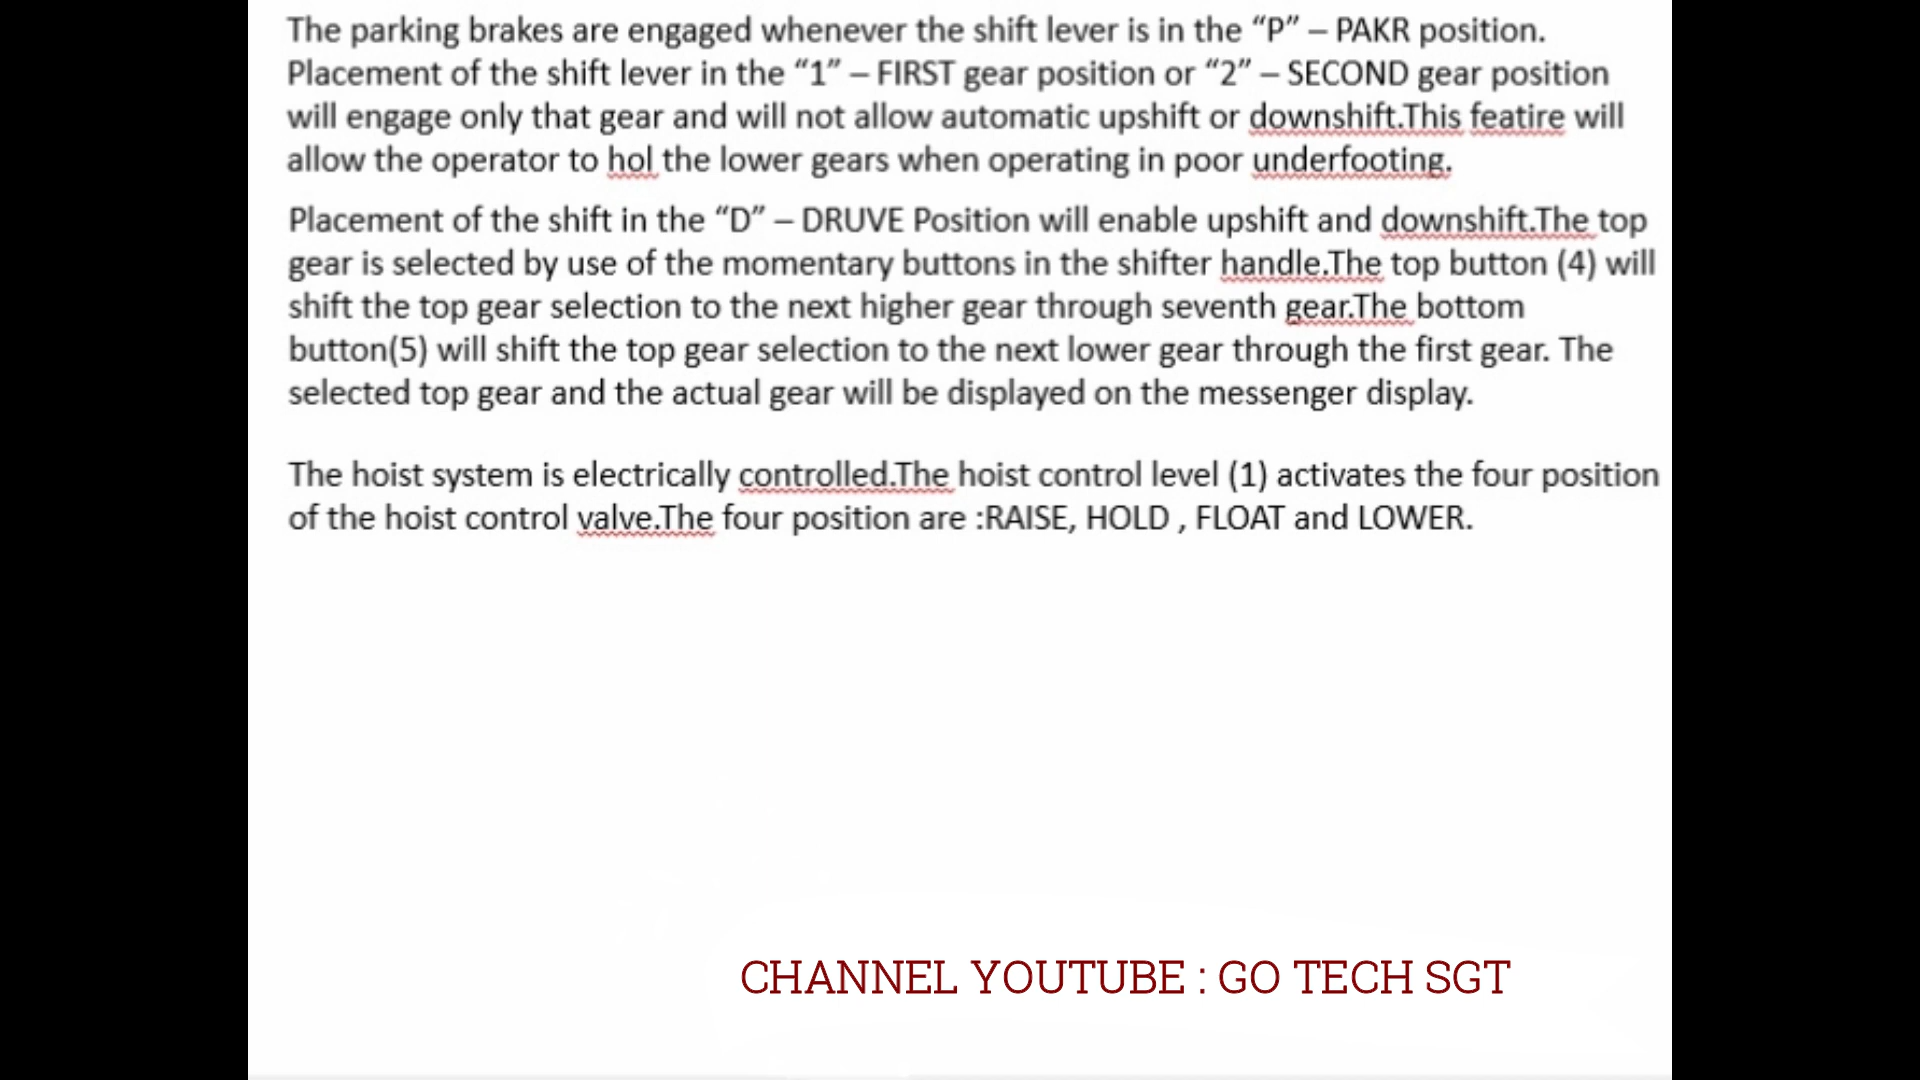 The parking brakes are engaged whenever the shift lever is in the “P” – PAKR position.
Placement of the shift lever in the “1” – FIRST gear position or “2” – SECOND gear position
will engage only that gear and will not allow automatic upshift or downshift.This featire will
allow the operator to hol the lower gears when operating in poor underfooting.
Placement of the shift in the “D” – DRUVE Position will enable upshift and downshift.The top
gear is selected by use of the momentary buttons in the shifter handle.The top button (4) will
shift the top gear selection to the next higher gear through seventh gear.The bottom
button(5) will shift the top gear selection to the next lower gear through the first gear. The
selected top gear and the actual gear will be displayed on the messenger display.
The hoist system is electrically controlled.The hoist control level (1) activates the four position
of the hoist control valve.The four position are :RAISE, HOLD , FLOAT and LOWER.
CHANNEL YOUTUBE : GO TECH SGT